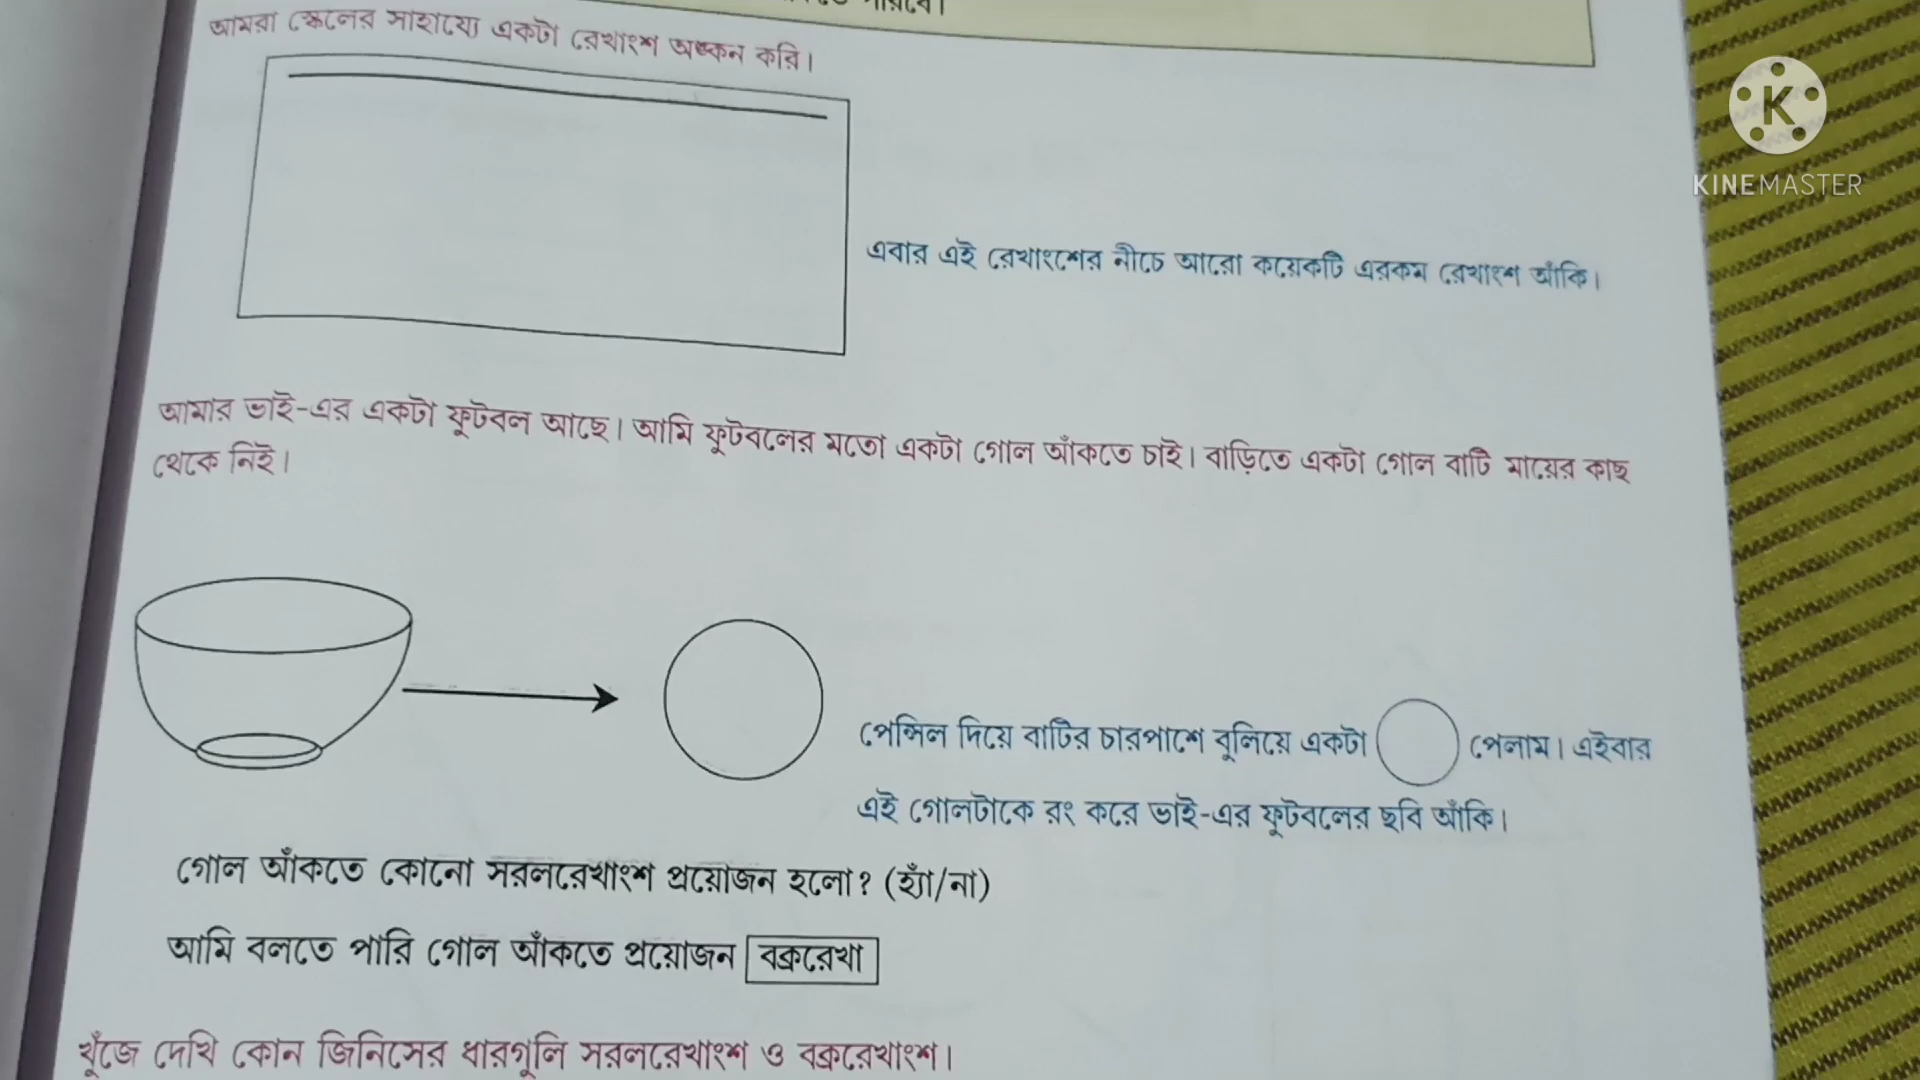 পারবে।
আমরা স্কেলের সাহায্যে একটা রেখাংশ অঙ্কন করি।
KINEMASTER
এবার এই রেখাংশের নীচে আরো কয়েকটি এরকম রেখাংশ আঁকি।
আমার ভাই-এর একটা ফুটবল আছে। আমি ফুটবলের মতো একটা গোল আঁকতে চাই। বাড়িতে একটা গোল বাটি মায়ের কাছ
থেকে নিই।
পেন্সিল দিয়ে বাটির চারপাশে বুলিয়ে একটা পেলাম। এইবার
এই গোলটাকে রং করে ভাই-এর ফুটবলের ছবি আঁকি।
গোল আঁকতে কোনো সরলরেখাংশ প্রয়োজন হলো? (হ্যাঁ/না)
আমি বলতে পারি গোল আঁকতে প্রয়োজন বক্ররেখা
খুঁজে দেখি কোন জিনিসের ধারগুলি সরলরেখাংশ ও বক্ররেখাংশ।